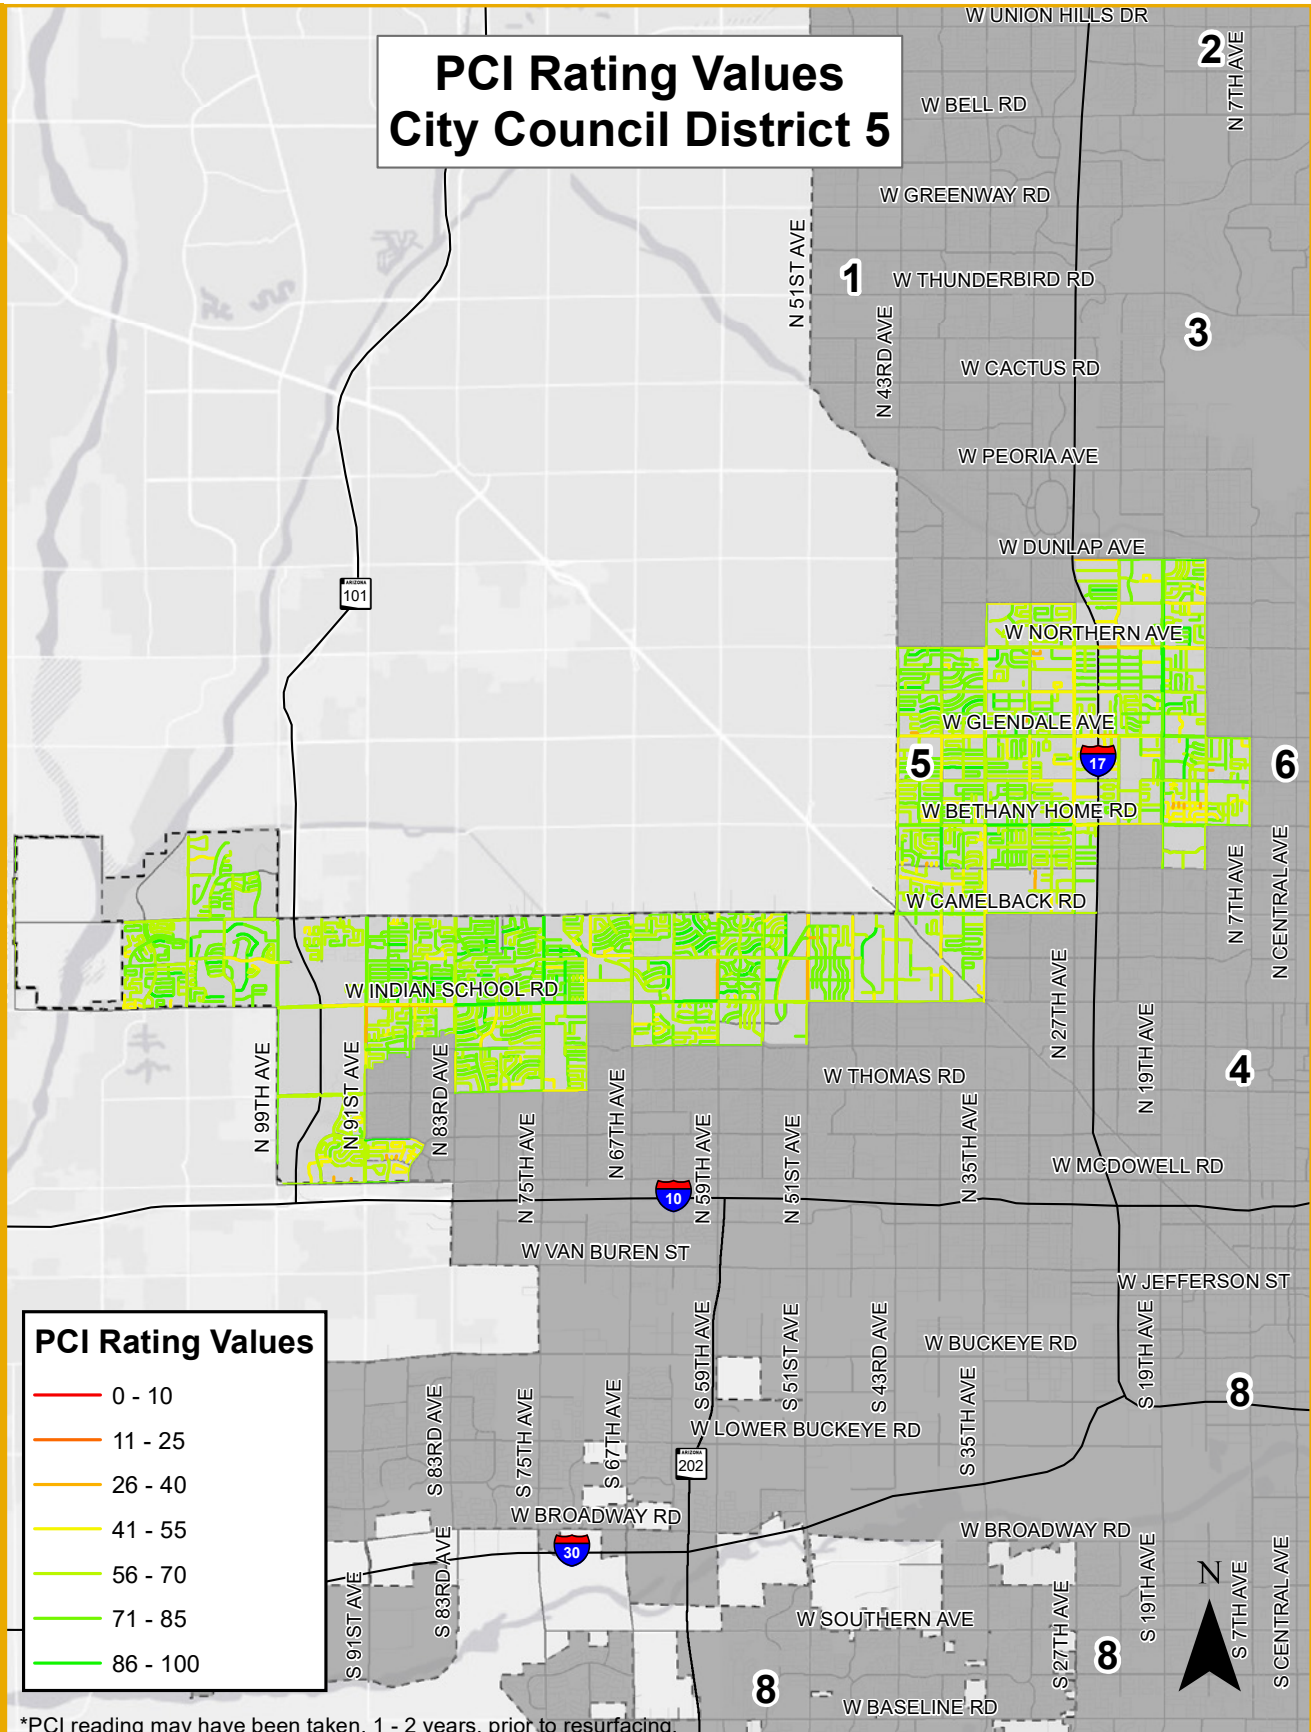 W UNION HILLS DR
PCI Rating Values
City Council District 5
2
N 7TH AVE
W BELL RD
W GREENWAY RD
N 51ST AVE
1
W THUNDERBIRD RD
3
N 43RD AVE
W CACTUS RD
W PEORIA AVE
W DUNLAP AVE
ARIZONA
101
W NORTHERN AVE
W GLENDALE AVE
5
17
6
W BETHANY HOME RD
N 7TH AVE
N CENTRAL AVE
W CAMELBACK RD
W INDIAN SCHOOL RD
N 27TH AVE
N 19TH AVE
N 99TH AVE
N 91ST AVE
N 83RD AVE
N 67TH AVE
W THOMAS RD
4
N 75TH AVE
N 59TH AVE
N 51ST AVE
N 35TH AVE
W MCDOWELL RD
10
W VAN BUREN ST
W JEFFERSON ST
PCI Rating Values
0 - 10
11 - 25
26 - 40
41 - 55
56 - 70
71 - 85
86 - 100
S 59TH AVE
S 51ST AVE
S 43RD AVE
W BUCKEYE RD
S 35TH AVE
S 19TH AVE
8
S 83RD AVE
S 75TH AVE
S 67TH AVE
W LOWER BUCKEYE RD
ARIZONA
202
W BROADWAY RD
W BROADWAY RD
30
S 91ST AVE
S 83RD AVE
S 27TH AVE
S 19TH AVE
N
S 7TH AVE
S CENTRAL AVE
W SOUTHERN AVE
8
8
W BASELINE RD
*PCI reading may have been taken, 1 - 2 years, prior to resurfacing.